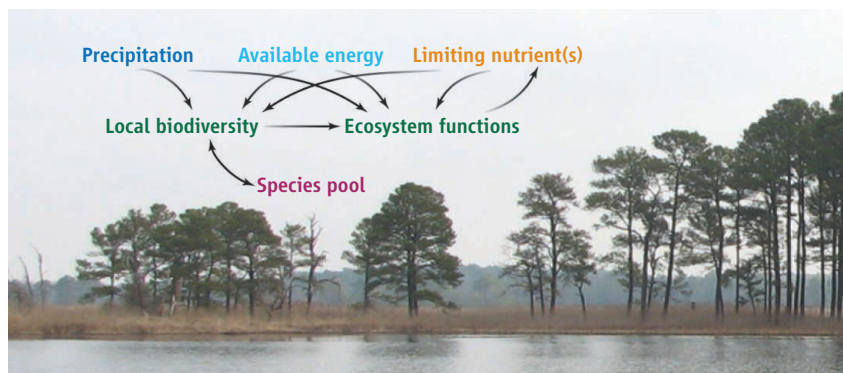 Precipitation Available energy Limiting nutrient(s)
Local biodiversity Ecosystem functions
Species pool